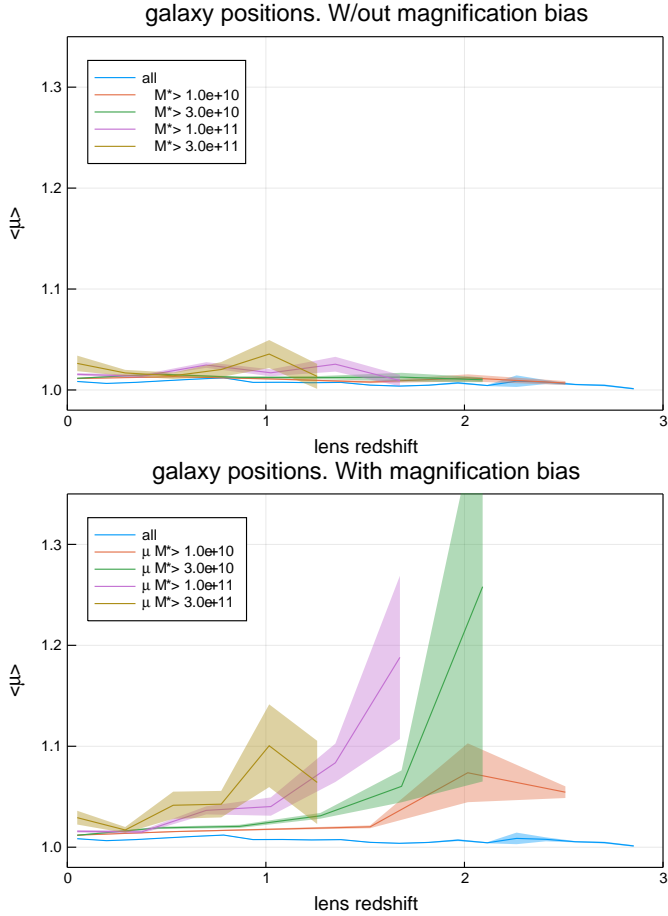 galaxy positions. W/out magnification bias
1.3
1.2
1.1
1.0
<μ>
all
M*> 1.0e+10
M*> 3.0e+10
M*> 1.0e+11
M*> 3.0e+11
0 1 2 3
lens redshift
galaxy positions. With magnification bias
1.3
1.2
1.1
1.0
<μ>
all
μ M*> 1.0e+10
μ M*> 3.0e+10
μ M*> 1.0e+11
μ M*> 3.0e+11
0 1 2 3
lens redshift